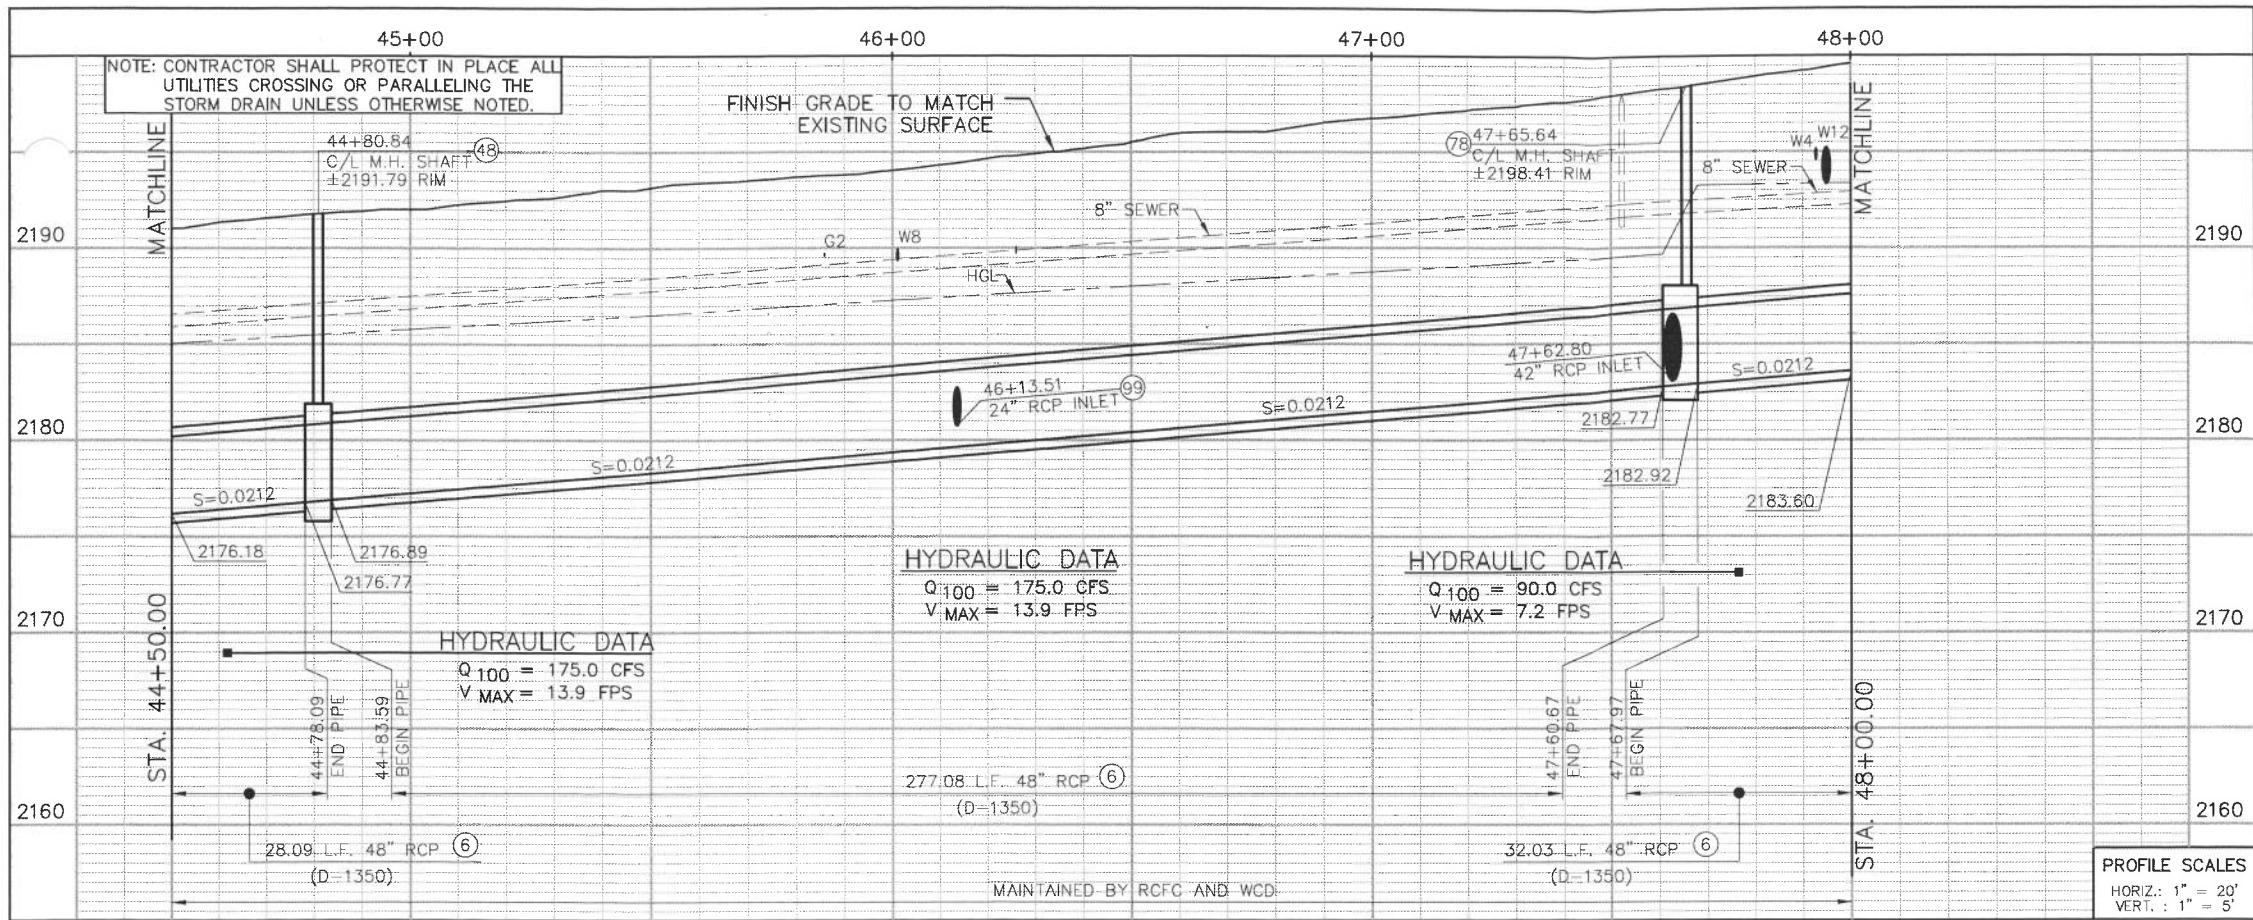 45+00
46+00
47+00
48+00
NOTE: CONTRACTOR SHALL PROTECT IN PLACE ALL
UTILITIES CROSSING OR PARALLELING THE
STORM DRAIN UNLESS OTHERWISE NOTED.
MATCHLINE
44+80.84
C/L M.H. SHAFT
±2191.79 RIM
48
FINISH GRADE TO MATCH
EXISTING SURFACE
78
47+65.64
C/L M.H. SHAFT
±2198.41 RIM
W4
W12
8" SEWER
MATCHLINE
2190
G2
W8
8" SEWER
HGL
2190
47+62.80
42" RCP INLET
46+13.51
24" RCP INLET
99
S=0.0212
S=0.0212
2180
2182.77
2180
S=0.0212
S=0.0212
2182.92
2183.60
2176.18
2176.89
2176.77
HYDRAULIC DATA
Q100 = 175.0 CFS
V MAX = 13.9 FPS
HYDRAULIC DATA
Q100 = 90.0 CFS
V MAX = 7.2 FPS
2170
2170
HYDRAULIC DATA
Q100 = 175.0 CFS
V MAX = 13.9 FPS
STA. 44+50.00
44+78.09
END PIPE
44+83.59
BEGIN PIPE
47+60.67
END PIPE
47+67.97
BEGIN PIPE
STA. 48+00.00
277.08 L.F. 48" RCP 6
(D-1350)
2160
2160
28.09 L.F. 48" RCP 6
(D-1350)
32.03 L.F. 48" RCP 6
(D-1350)
MAINTAINED BY RCFC AND WCD
PROFILE SCALES
HORIZ.: 1" = 20'
VERT. : 1" = 5'